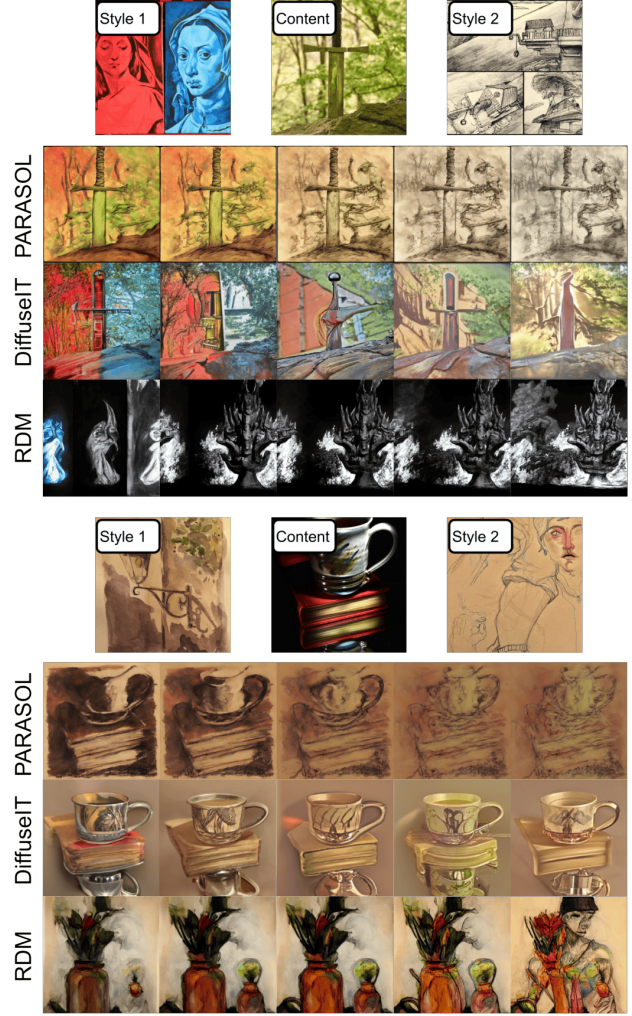 Style 1
Content
Style 2
PARASOL
DiffuseIT
RDM
Style 1
Content
Style 2
PARASOL
DiffuseIT
RDM